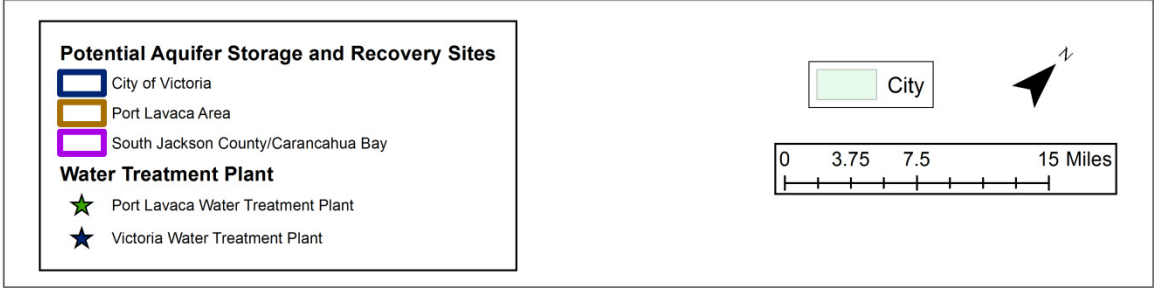 Potential Aquifer Storage and Recovery Sites
City of Victoria
Port Lavaca Area
South Jackson County/Carancahua Bay
Water Treatment Plant
Port Lavaca Water Treatment Plant
Victoria Water Treatment Plant
City
N
0 3.75 7.5 15 Miles